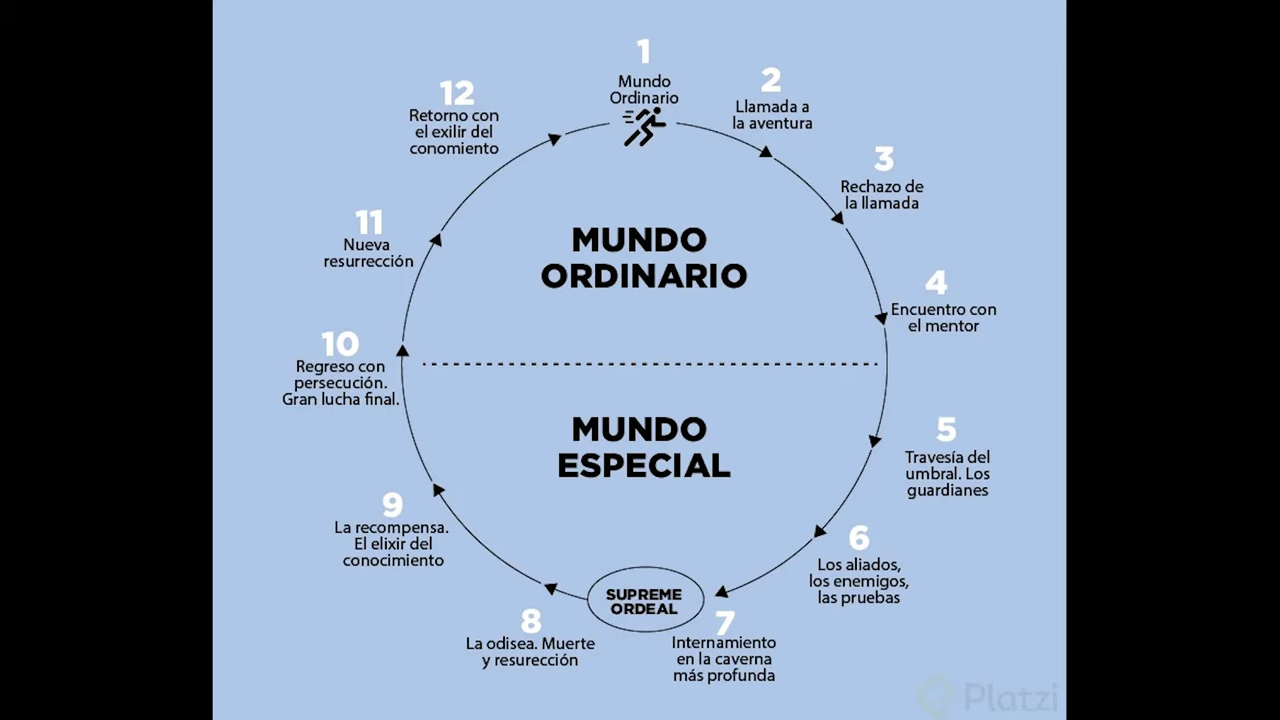 1
Mundo
Ordinario
2
Llamada a
la aventura
3
Rechazo de
la llamada
4
Encuentro con
el mentor
5
Travesía del
umbral. Los
guardianes
6
Los aliados,
los enemigos,
las pruebas
7
Internamiento
en la caverna
más profunda
8
La odisea. Muerte
y resurección
9
La recompensa.
El elixir del
conocimiento
10
Regreso con
persecución.
Gran lucha final.
11
Nueva
resurrección
12
Retorno con
el exilir del
conomiento
MUNDO
ORDINARIO
MUNDO
ESPECIAL
SUPREME
ORDEAL
Platzi